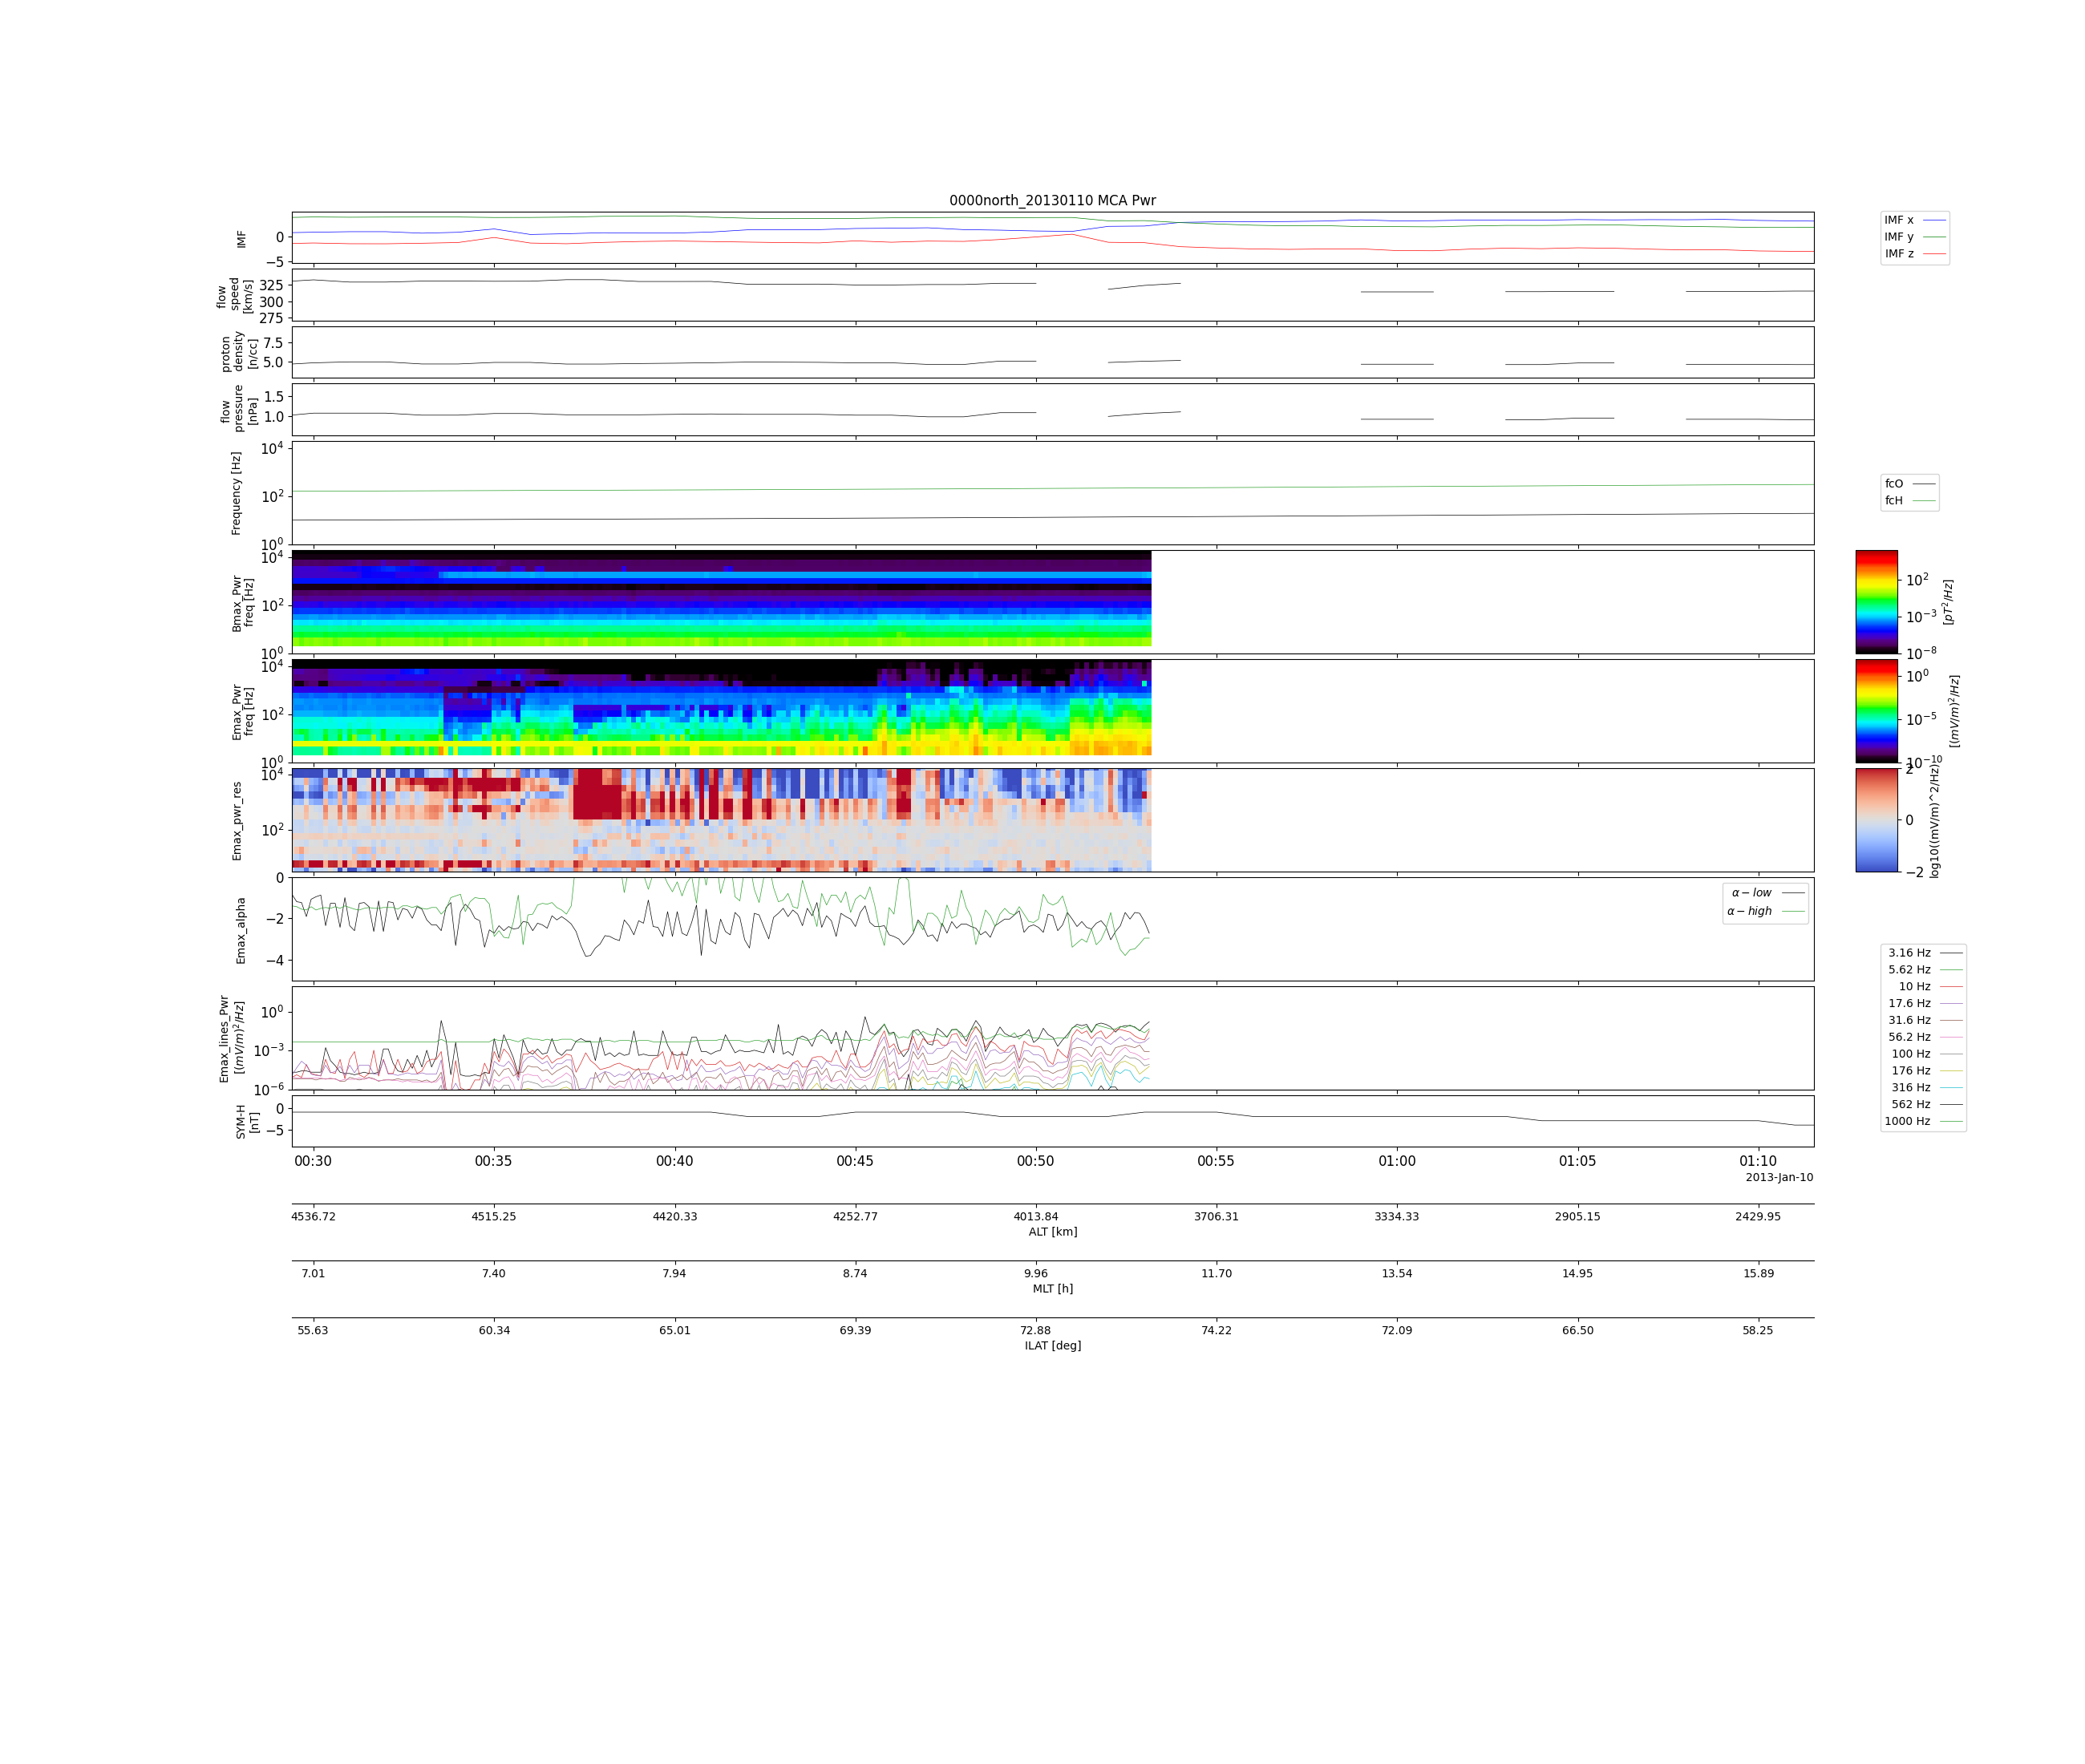 0000north_20130110 MCA Pwr
IMF
0
−5
IMF x
IMF y
IMF z
flow
speed
[km/s]
325
300
275
proton
density
[n/cc]
7.5
5.0
flow
pressure
[nPa]
1.5
1.0
Frequency [Hz]
10^4
10^2
10^0
fcO
fcH
Bmax_Pwr
freq [Hz]
10^4
10^2
10^0
10^2
10^−3
10^−8
[pT^2/Hz]
Emax_Pwr
freq [Hz]
10^4
10^2
10^0
10^0
10^−5
10^−10
[(mV/m)^2/Hz]
Emax_pwr_res
10^4
10^2
2
0
−2
log10((mV/m)^2/Hz)
Emax_alpha
0
−2
−4
α − low
α − high
Emax_lines_Pwr
[(mV/m)^2/Hz]
10^0
10^−3
10^−6
3.16 Hz
5.62 Hz
10 Hz
17.6 Hz
31.6 Hz
56.2 Hz
100 Hz
176 Hz
316 Hz
562 Hz
1000 Hz
SYM-H
[nT]
0
−5
00:30 00:35 00:40 00:45 00:50 00:55 01:00 01:05 01:10
2013-Jan-10
4536.72 4515.25 4420.33 4252.77 4013.84 3706.31 3334.33 2905.15 2429.95
ALT [km]
7.01 7.40 7.94 8.74 9.96 11.70 13.54 14.95 15.89
MLT [h]
55.63 60.34 65.01 69.39 72.88 74.22 72.09 66.50 58.25
ILAT [deg]